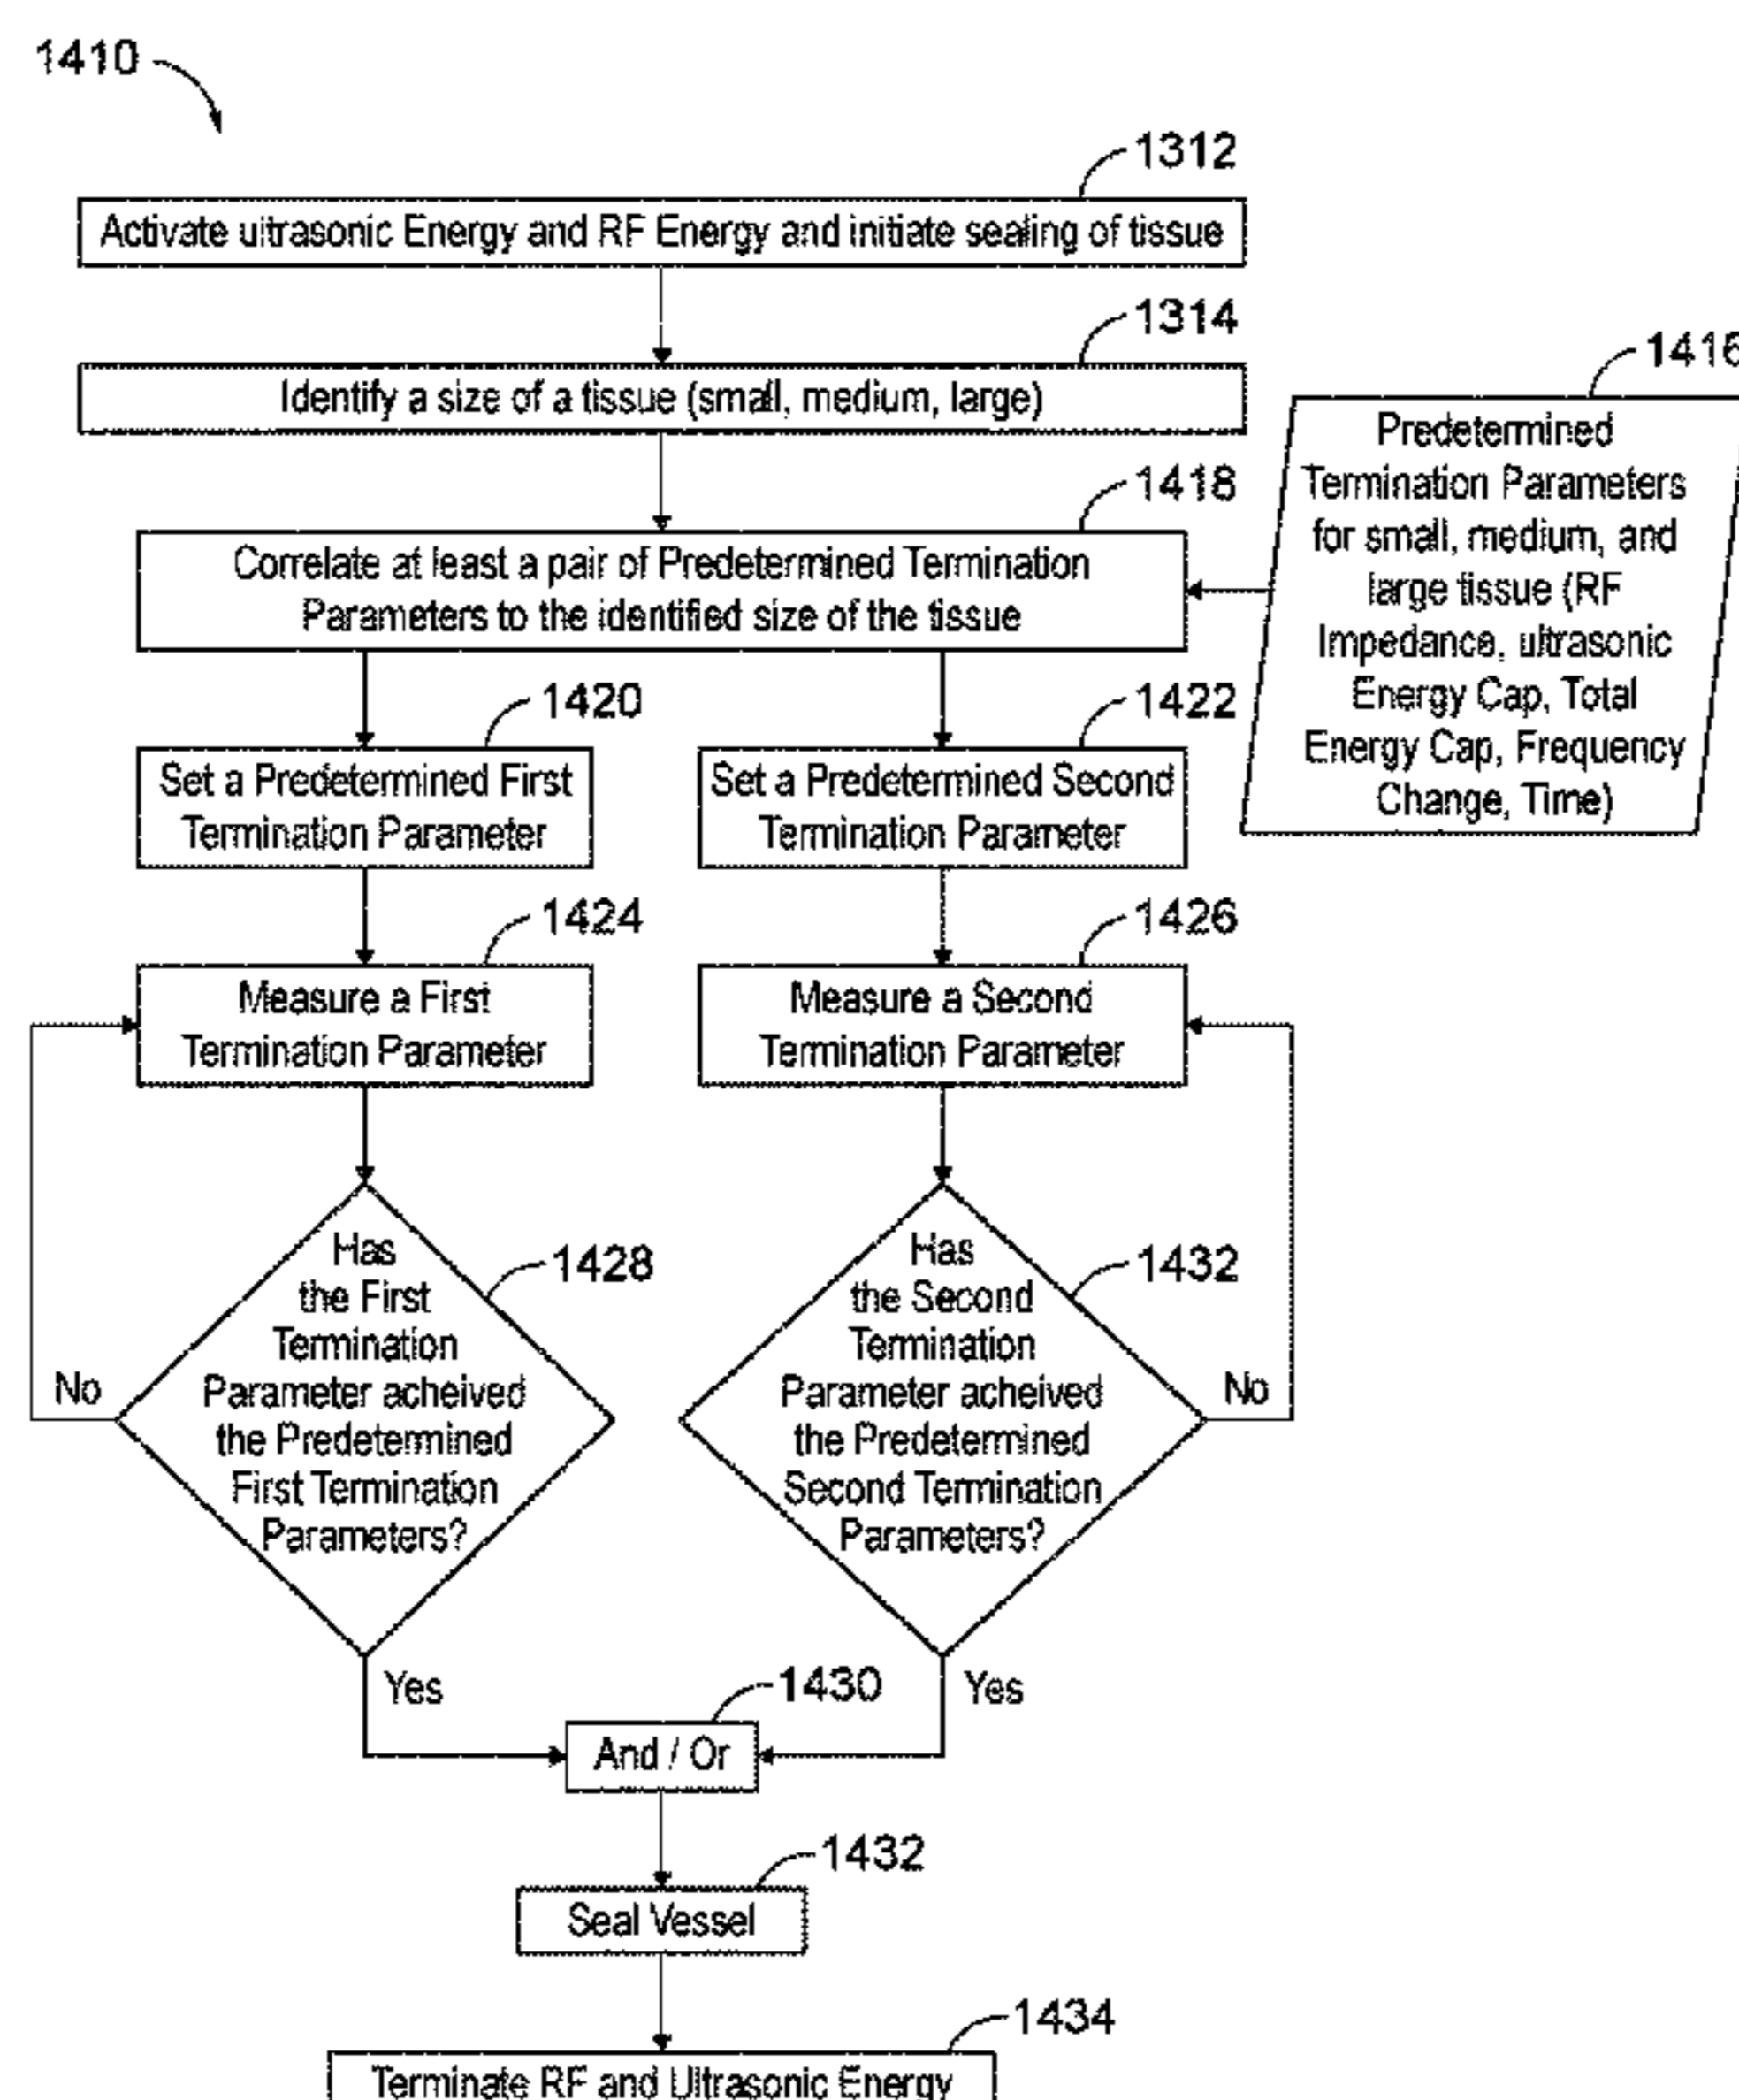 1410
1312
Activate ultrasonic Energy and RF Energy and initiate sealing of tissue
1314
Identify a size of a tissue (small, medium, large)
1416
Predetermined
Termination Parameters
for small, medium, and
large tissue (RF
Impedance, ultrasonic
Energy Cap, Total
Energy Cap, Frequency
Change, Time)
1418
Correlate at least a pair of Predetermined Termination
Parameters to the identified size of the tissue
1420
Set a Predetermined First
Termination Parameter
1422
Set a Predetermined Second
Termination Parameter
1424
Measure a First
Termination Parameter
1426
Measure a Second
Termination Parameter
1428
Has
the First
Termination
Parameter acheived
the Predetermined
First Termination
Parameters?
No
Yes
1432
Has
the Second
Termination
Parameter acheived
the Predetermined
Second Termination
Parameters?
No
Yes
1430
And / Or
1432
Seal Vessel
1434
Terminate RF and Ultrasonic Energy